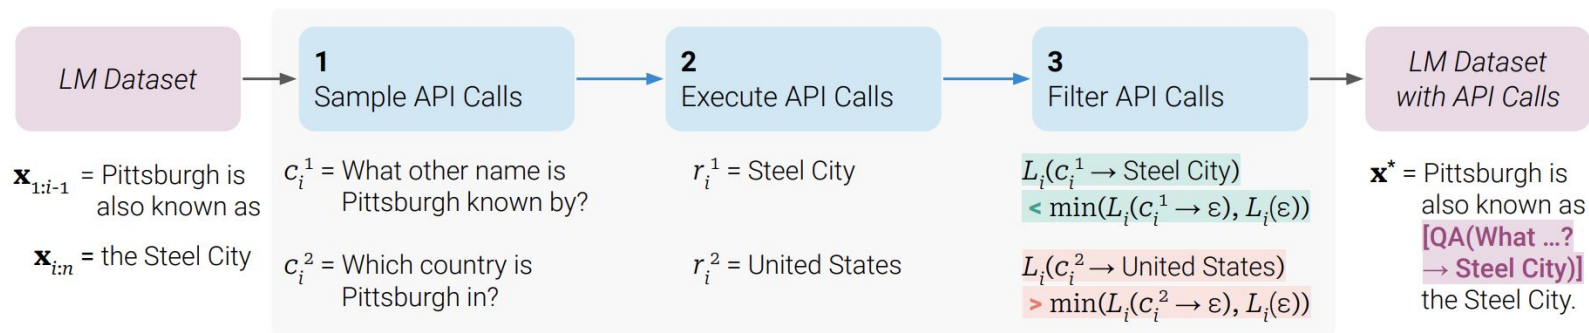 LM Dataset
1
Sample API Calls
2
Execute API Calls
3
Filter API Calls
LM Dataset
with API Calls
x₁:ᵢ₋₁ = Pittsburgh is
also known as
xᵢ:ₙ = the Steel City
cᵢ¹ = What other name is
Pittsburgh known by?
cᵢ² = Which country is
Pittsburgh in?
rᵢ¹ = Steel City
rᵢ² = United States
Lᵢ(cᵢ¹ → Steel City)
< min(Lᵢ(cᵢ¹ → ε), Lᵢ(ε))
Lᵢ(cᵢ² → United States)
> min(Lᵢ(cᵢ² → ε), Lᵢ(ε))
x* = Pittsburgh is
also known as
[QA(What ...?
→ Steel City)]
the Steel City.